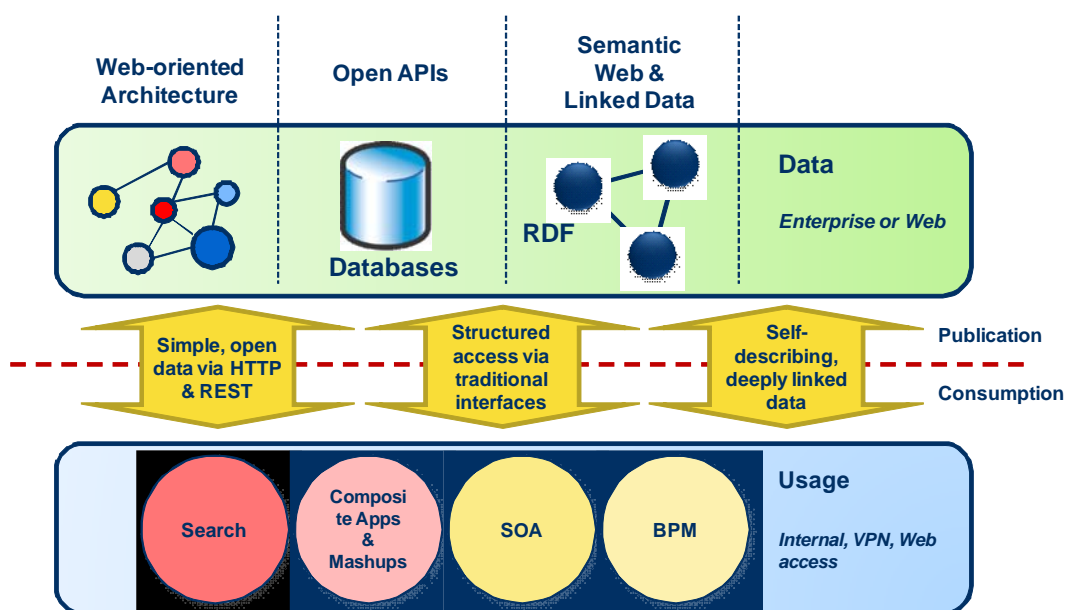 Web-oriented
Architecture
Open APIs
Semantic
Web &
Linked Data
Data
Enterprise or Web
Databases
RDF
Simple, open
data via HTTP
& REST
Structured
access via
traditional
interfaces
Self-
describing,
deeply linked
data
Publication
Consumption
Search
Composi
te Apps
&
Mashups
SOA
BPM
Usage
Internal, VPN, Web
access